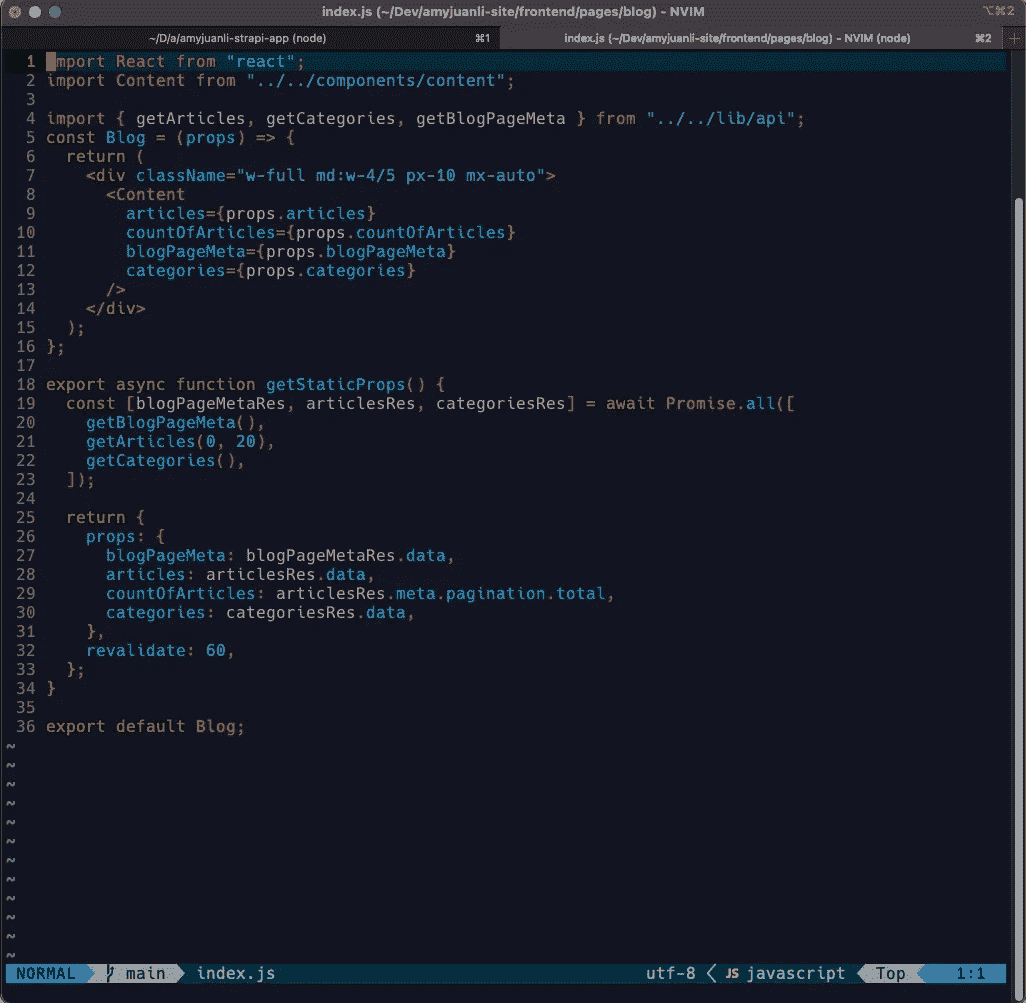 index.js (~/Dev/amyjuanli-site/frontend/pages/blog) - NVIM ⌥⌘2
~/D/a/amyjuanli-strapi-app (node) ⌘1 index.js (~/Dev/amyjuanli-site/frontend/pages/blog) - NVIM (node) ⌘2 +
1 import React from "react";
2 import Content from "../../components/content";
3
4 import { getArticles, getCategories, getBlogPageMeta } from "../../lib/api";
5 const Blog = (props) => {
6   return (
7     <div className="w-full md:w-4/5 px-10 mx-auto">
8       <Content
9         articles={props.articles}
10         countOfArticles={props.countOfArticles}
11         blogPageMeta={props.blogPageMeta}
12         categories={props.categories}
13       />
14     </div>
15   );
16 };
17
18 export async function getStaticProps() {
19   const [blogPageMetaRes, articlesRes, categoriesRes] = await Promise.all([
20     getBlogPageMeta(),
21     getArticles(0, 20),
22     getCategories(),
23   ]);
24
25   return {
26     props: {
27       blogPageMeta: blogPageMetaRes.data,
28       articles: articlesRes.data,
29       countOfArticles: articlesRes.meta.pagination.total,
30       categories: categoriesRes.data,
31     },
32     revalidate: 60,
33   };
34 }
35
36 export default Blog;
~
~
~
~
~
~
~
~
~
~
~
~
NORMAL main index.js utf-8 JS javascript Top 1:1